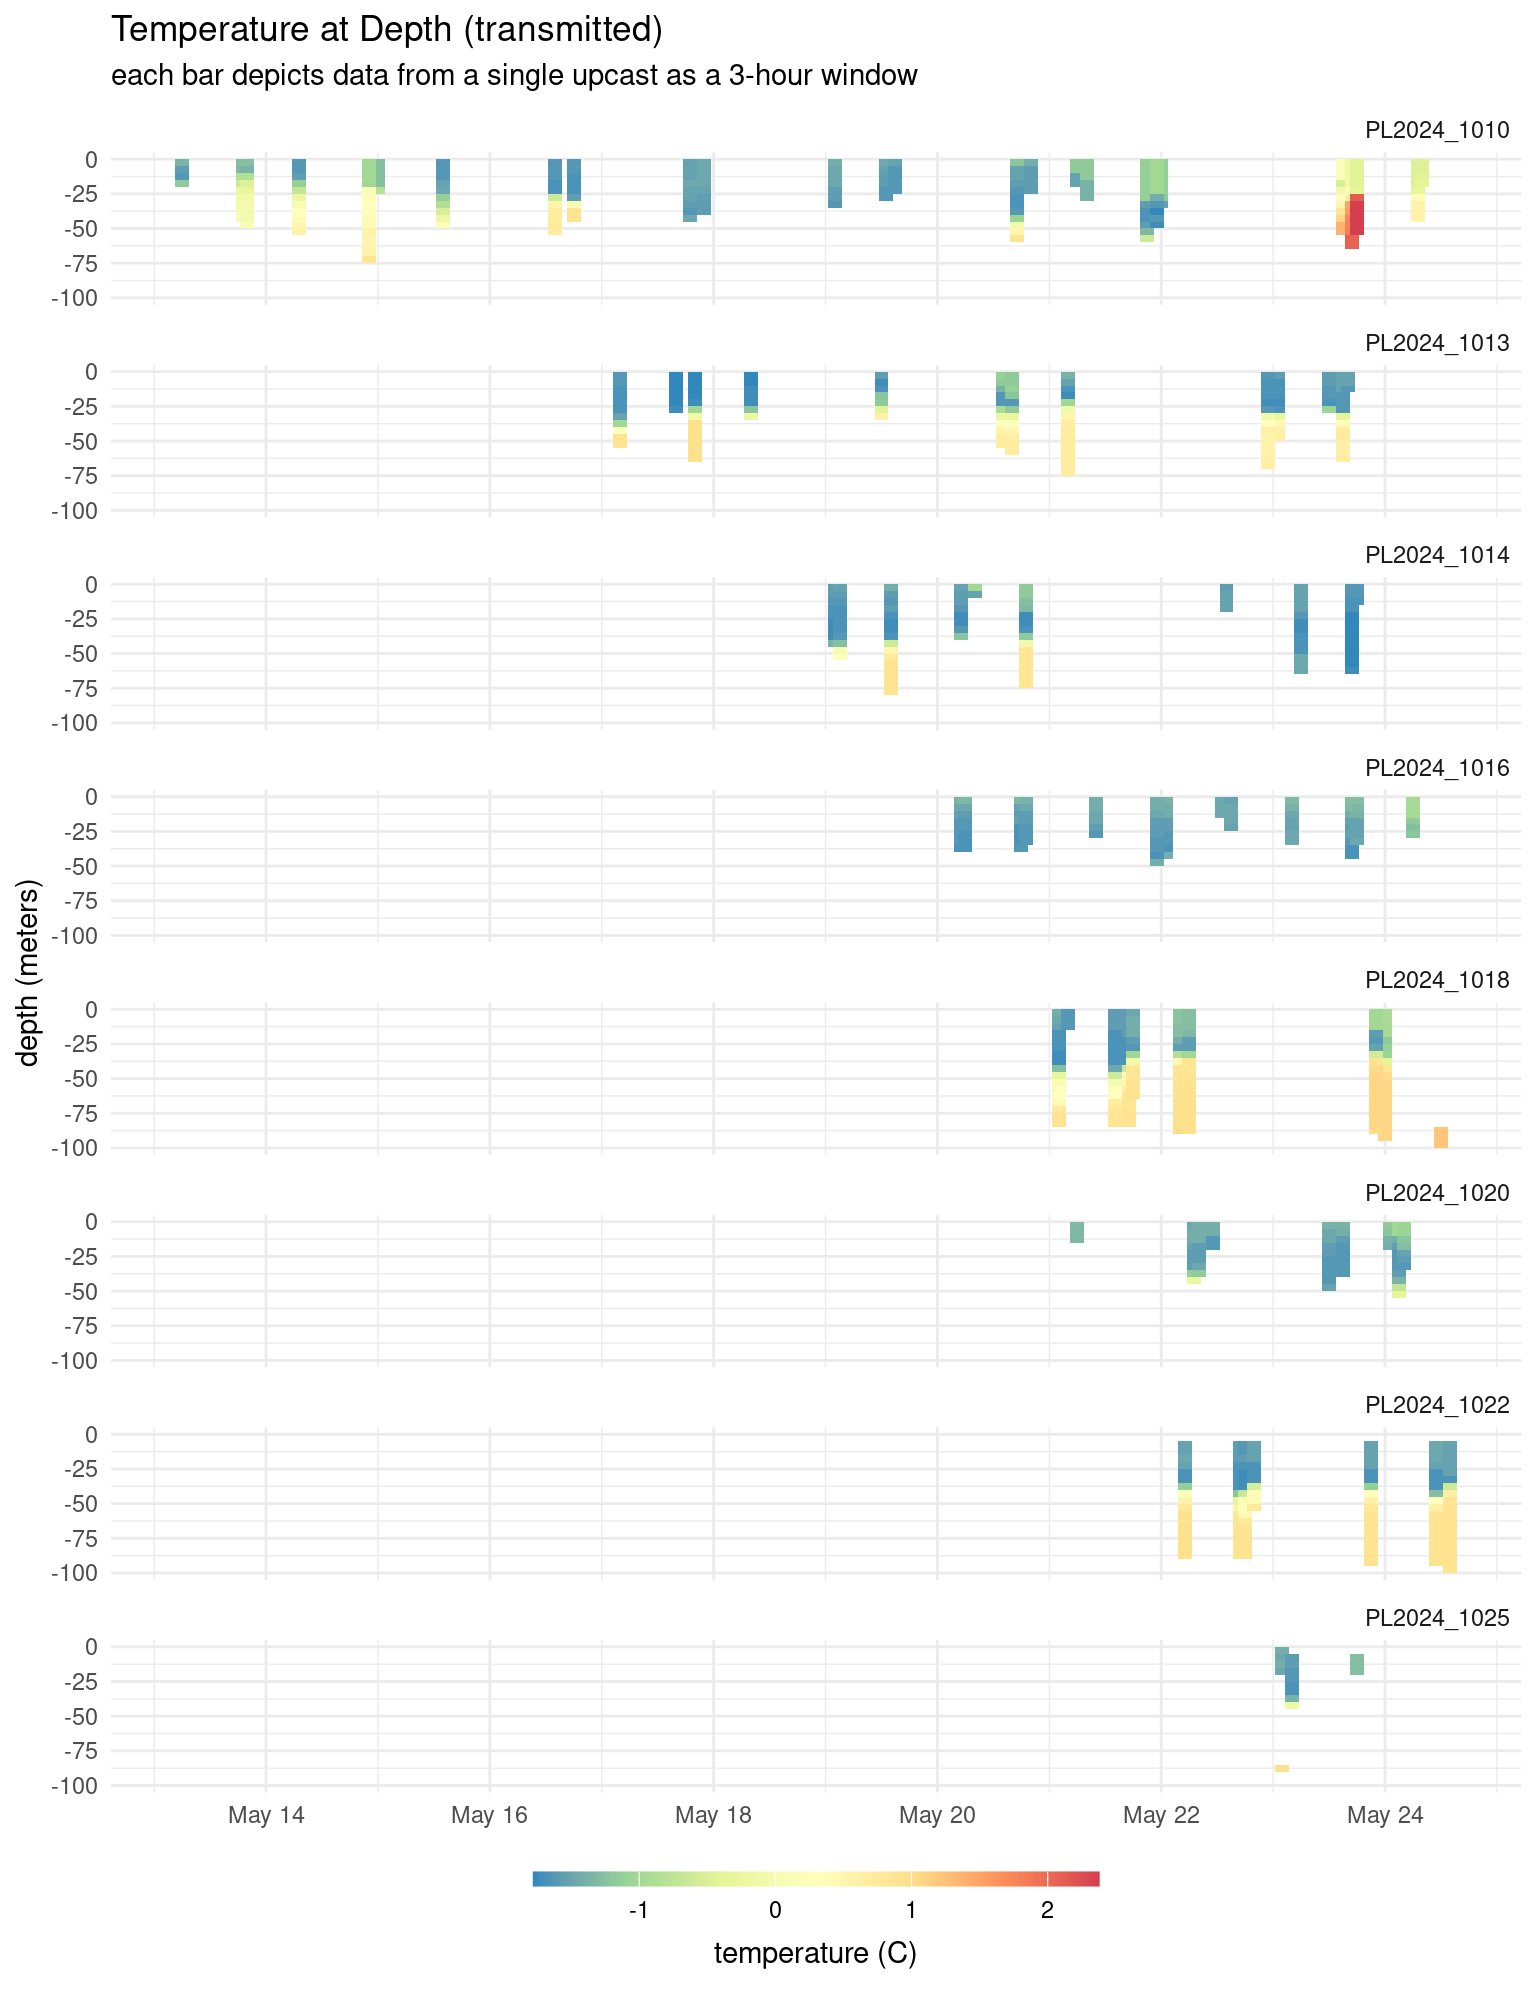 Temperature at Depth (transmitted)
each bar depicts data from a single upcast as a 3-hour window
PL2024_1010
0
-25
-50
-75
-100
PL2024_1013
0
-25
-50
-75
-100
PL2024_1014
0
-25
-50
-75
-100
PL2024_1016
0
-25
-50
-75
-100
PL2024_1018
0
-25
-50
-75
-100
PL2024_1020
0
-25
-50
-75
-100
PL2024_1022
0
-25
-50
-75
-100
PL2024_1025
0
-25
-50
-75
-100
depth (meters)
May 14 May 16 May 18 May 20 May 22 May 24
-1 0 1 2
temperature (C)